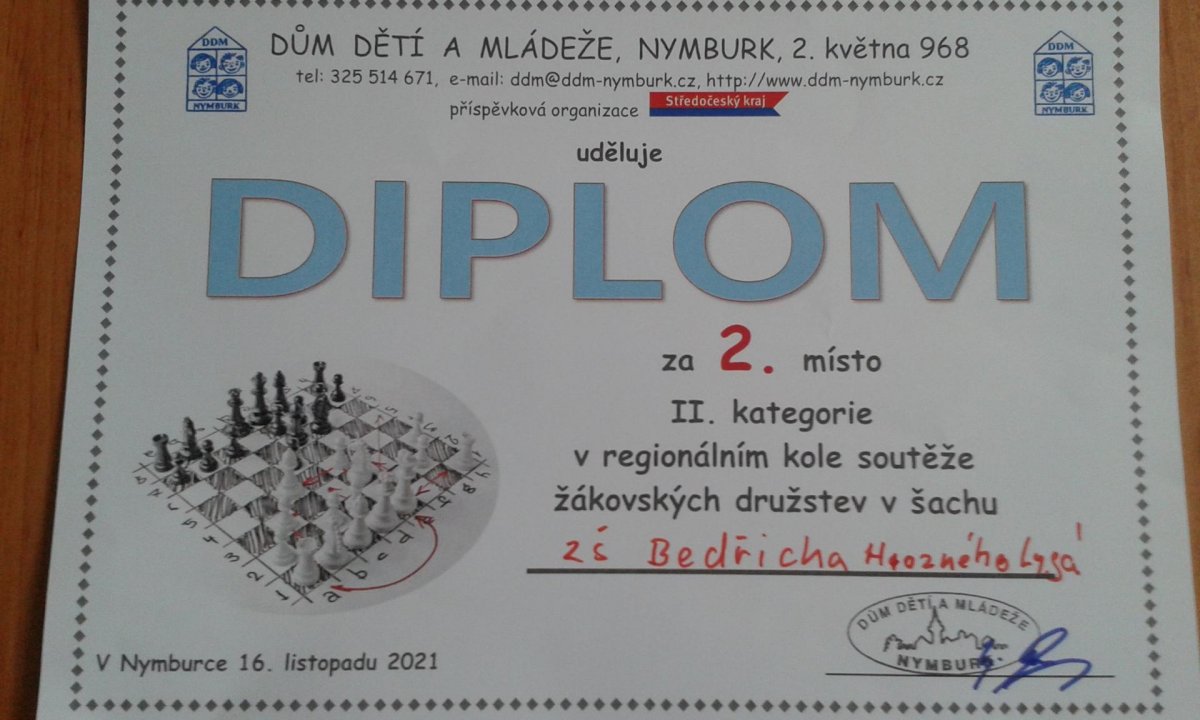 DDM
NYMBURK
DŮM DĚTÍ A MLÁDEŽE, NYMBURK, 2. května 968
tel: 325 514 671, e-mail: ddm@ddm-nymburk.cz, http://www.ddm-nymburk.cz
příspěvková organizace Středočeský kraj
DDM
NYMBURK
uděluje
DIPLOM
za 2. místo
II. kategorie
v regionálním kole soutěže
žákovských družstev v šachu
ZŠ Bedřicha Hrozného Lysá
DŮM DĚTÍ A MLÁDEŽE
NYMBURK
V Nymburce 16. listopadu 2021